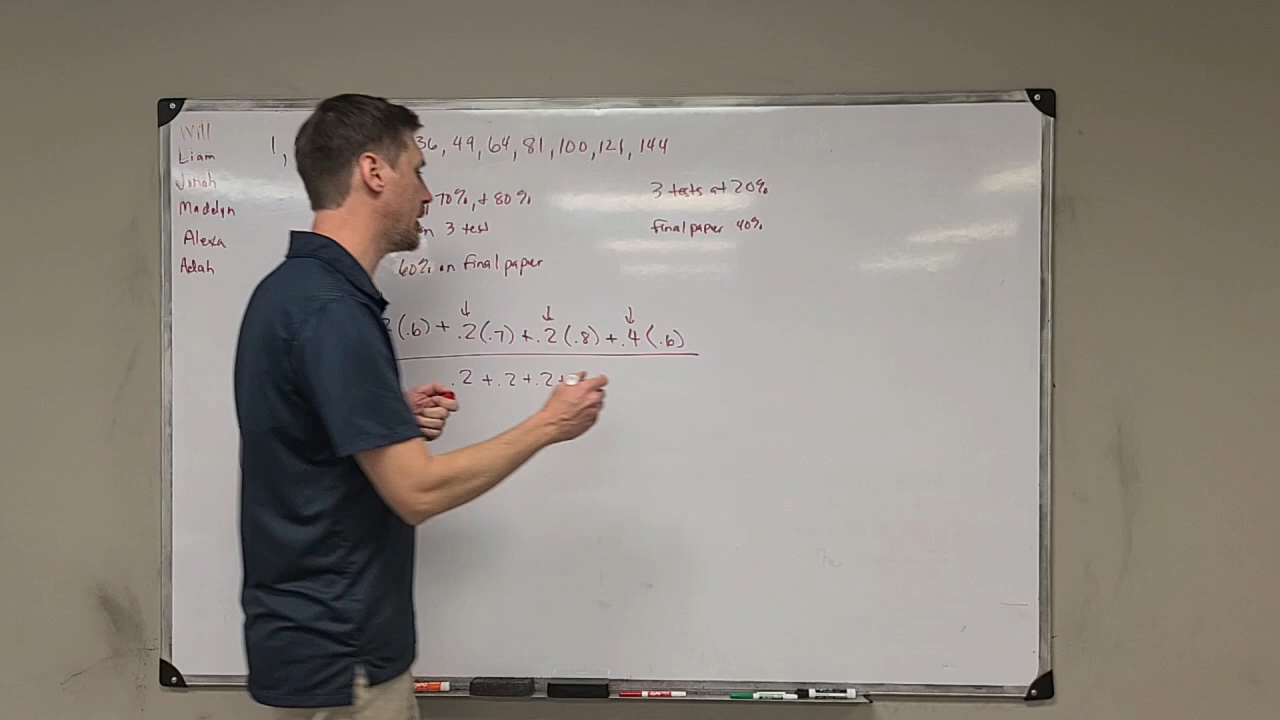 Will
Liam
Jonah
Madelyn
Alexa
Adah
1, 36, 49, 64, 81, 100, 121, 144
70%, + 80%
on 3 test
60% on final paper
3 tests at 20%
final paper 40%
(.6) + .2(.7) + .2(.8) + .4(.6)
.2 + .2 + .2 +